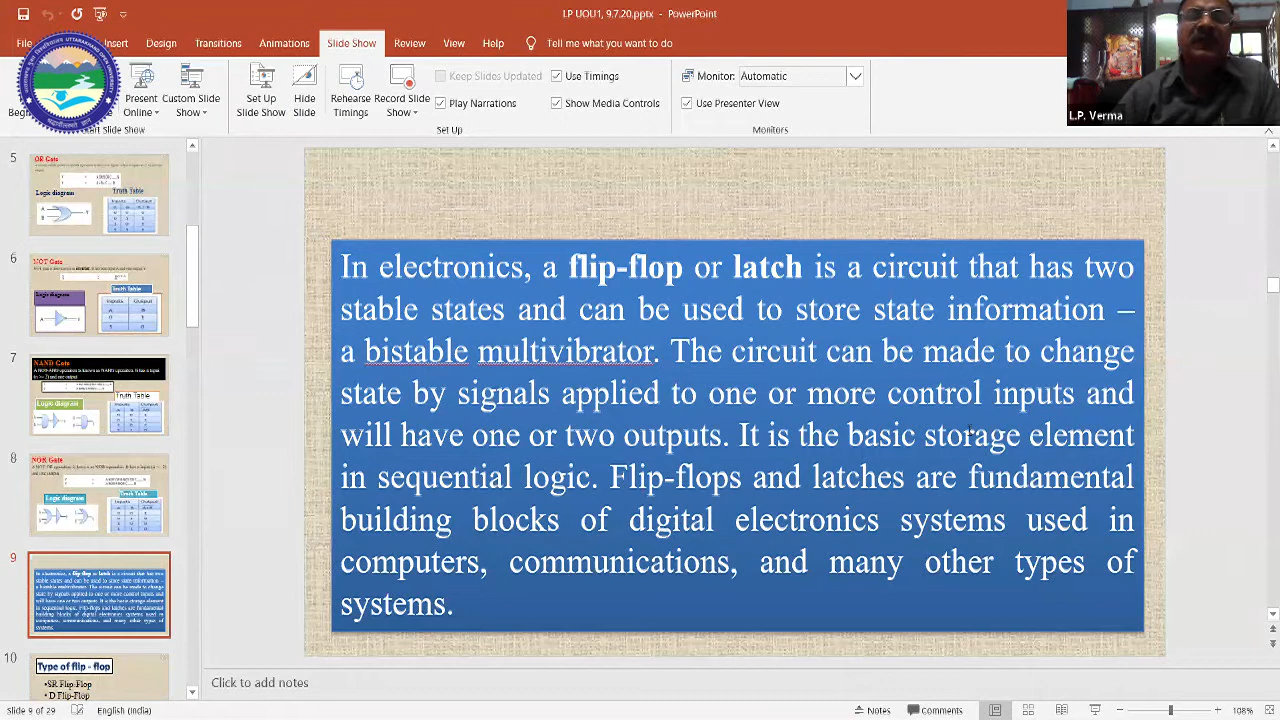 LP UOU1, 9.7.20.pptx - PowerPoint
File
Insert
Design
Transitions
Animations
Slide Show
Review
View
Help
Tell me what you want to do
Present Online
Custom Slide Show
Set Up Slide Show
Hide Slide
Rehearse Timings
Record Slide Show
Keep Slides Updated
Play Narrations
Use Timings
Show Media Controls
Monitor: Automatic
Use Presenter View
Start Slide Show
Set Up
Monitors
L.P. Verma
5
OR Gate
Logic diagram
Truth Table
6
NOT Gate
Logic diagram
Truth Table
7
NAND Gate
Logic diagram
Truth Table
8
NOR Gate
Logic diagram
Truth Table
9
10
Type of flip - flop
•SR Flip-Flop
• D Flip-Flop
In electronics, a flip-flop or latch is a circuit that has two
stable states and can be used to store state information –
a bistable multivibrator. The circuit can be made to change
state by signals applied to one or more control inputs and
will have one or two outputs. It is the basic storage element
in sequential logic. Flip-flops and latches are fundamental
building blocks of digital electronics systems used in
computers, communications, and many other types of
systems.
Click to add notes
Slide 9 of 29
English (India)
Notes
Comments
108%